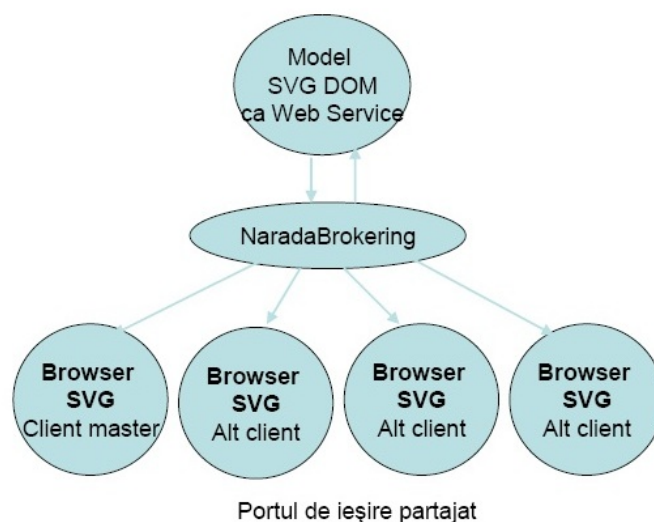 Model
SVG DOM
ca Web Service
NaradaBrokering
Browser
SVG
Client master
Browser
SVG
Alt client
Browser
SVG
Alt client
Browser
SVG
Alt client
Portul de ieşire partajat